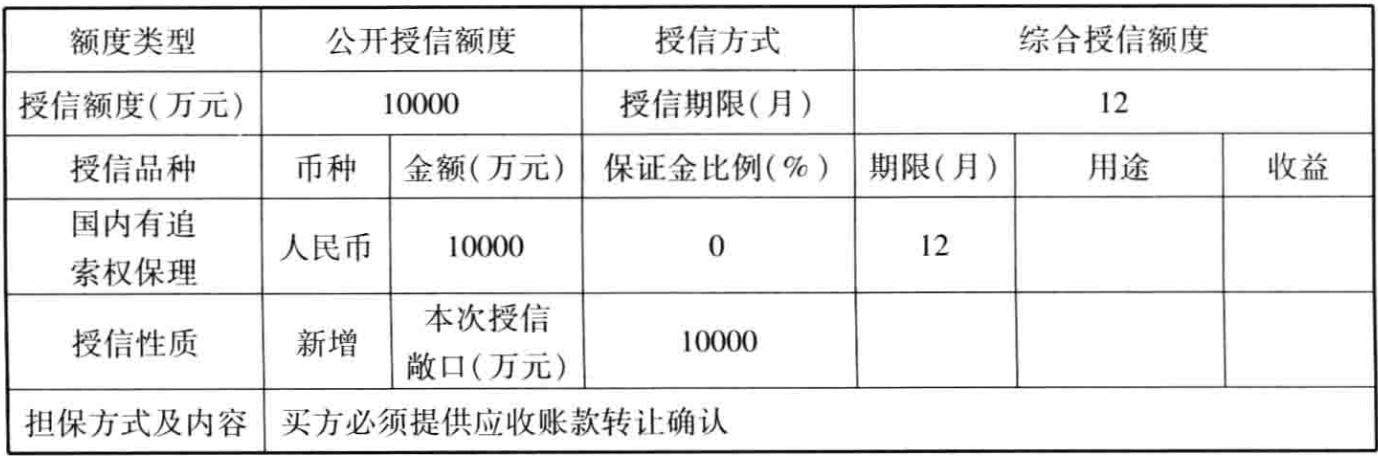 额度类型 公开授信额度 授信方式 综合授信额度
授信额度(万元) 10000 授信期限(月) 12
授信品种 币种 金额(万元) 保证金比例(%) 期限(月) 用途 收益
国内有追
索权保理 人民币 10000 0 12
授信性质 新增 本次授信
敞口(万元) 10000
担保方式及内容 买方必须提供应收账款转让确认